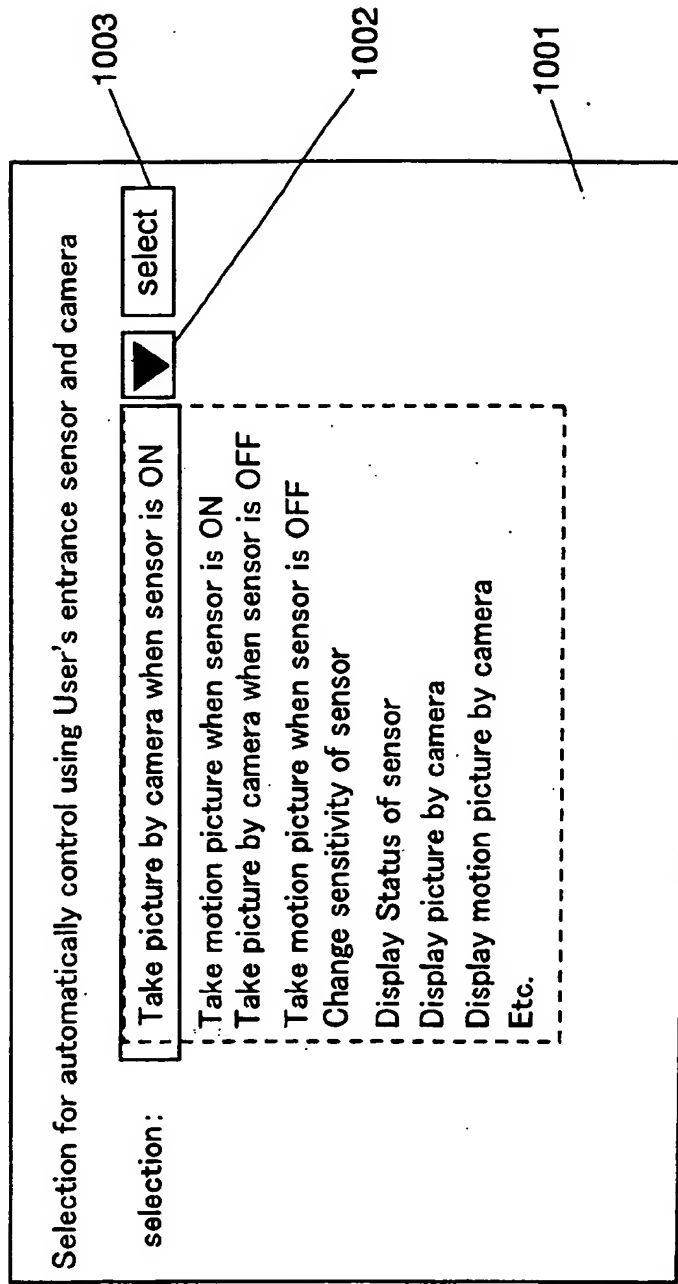 Selection for automatically control using User's entrance sensor and camera
selection:
Take picture by camera when sensor is ON
select
Take motion picture when sensor is ON
Take picture by camera when sensor is OFF
Take motion picture when sensor is OFF
Change sensitivity of sensor
Display Status of sensor
Display picture by camera
Display motion picture by camera
Etc.
1003
1002
1001